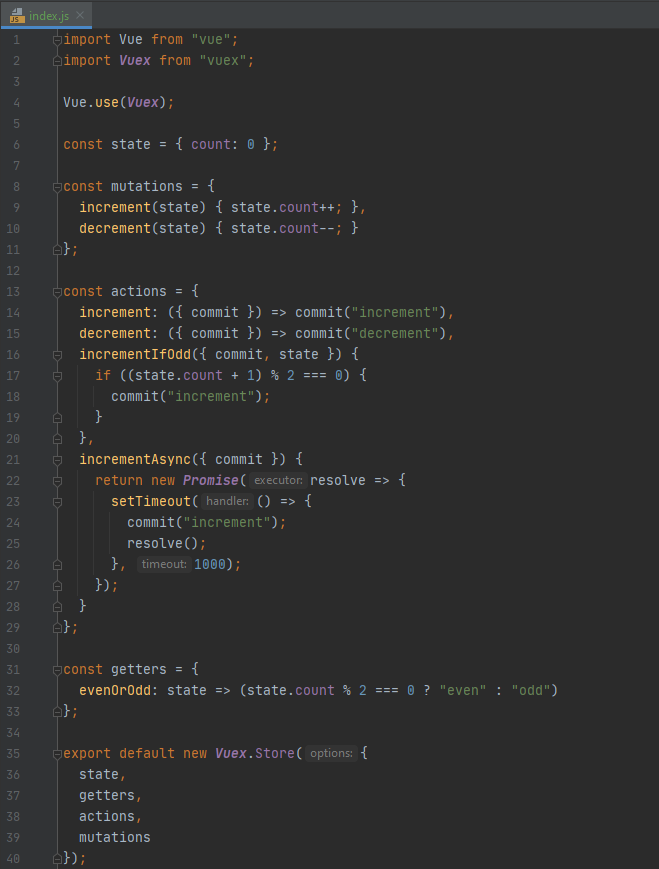 index.js
1 import Vue from "vue";
2 import Vuex from "vuex";
3
4 Vue.use(Vuex);
5
6 const state = { count: 0 };
7
8 const mutations = {
9   increment(state) { state.count++; },
10   decrement(state) { state.count--; }
11 };
12
13 const actions = {
14   increment: ({ commit }) => commit("increment"),
15   decrement: ({ commit }) => commit("decrement"),
16   incrementIfOdd({ commit, state }) {
17     if ((state.count + 1) % 2 === 0) {
18       commit("increment");
19     }
20   },
21   incrementAsync({ commit }) {
22     return new Promise( executor: resolve => {
23       setTimeout( handler: () => {
24         commit("increment");
25         resolve();
26       }, timeout: 1000);
27     });
28   }
29 };
30
31 const getters = {
32   evenOrOdd: state => (state.count % 2 === 0 ? "even" : "odd")
33 };
34
35 export default new Vuex.Store( options: {
36   state,
37   getters,
38   actions,
39   mutations
40 });